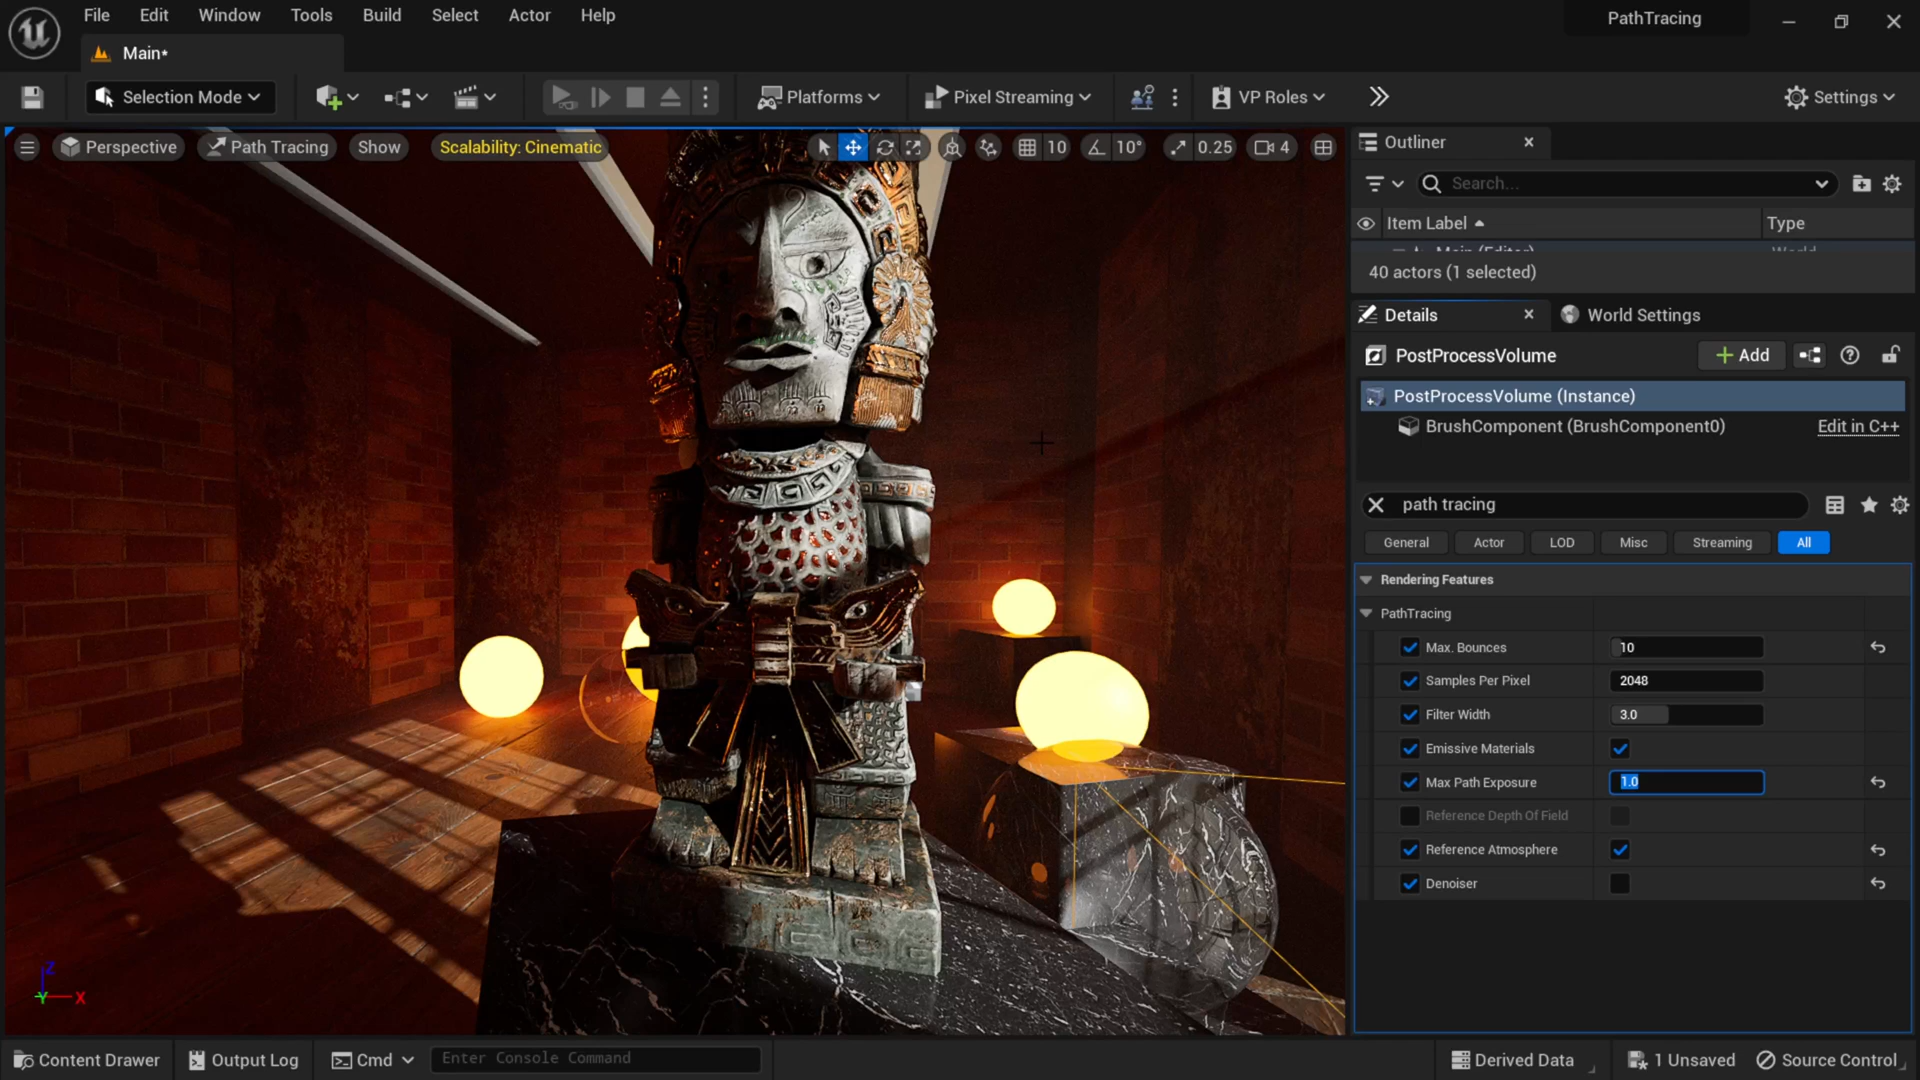 File Edit Window Tools Build Select Actor Help
PathTracing
Main*
Selection Mode
Platforms
Pixel Streaming
VP Roles
Settings
Perspective
Path Tracing
Show
Scalability: Cinematic
10
10°
0.25
4
Outliner
Search...
Item Label
Type
Main (Editor)
World
40 actors (1 selected)
Details
World Settings
PostProcessVolume
Add
PostProcessVolume (Instance)
BrushComponent (BrushComponent0)
Edit in C++
path tracing
General Actor LOD Misc Streaming All
Rendering Features
PathTracing
Max. Bounces 10
Samples Per Pixel 2048
Filter Width 3.0
Emissive Materials
Max Path Exposure 1.0
Reference Depth Of Field
Reference Atmosphere
Denoiser
Z
Y X
Content Drawer
Output Log
Cmd
Enter Console Command
Derived Data
1 Unsaved
Source Control